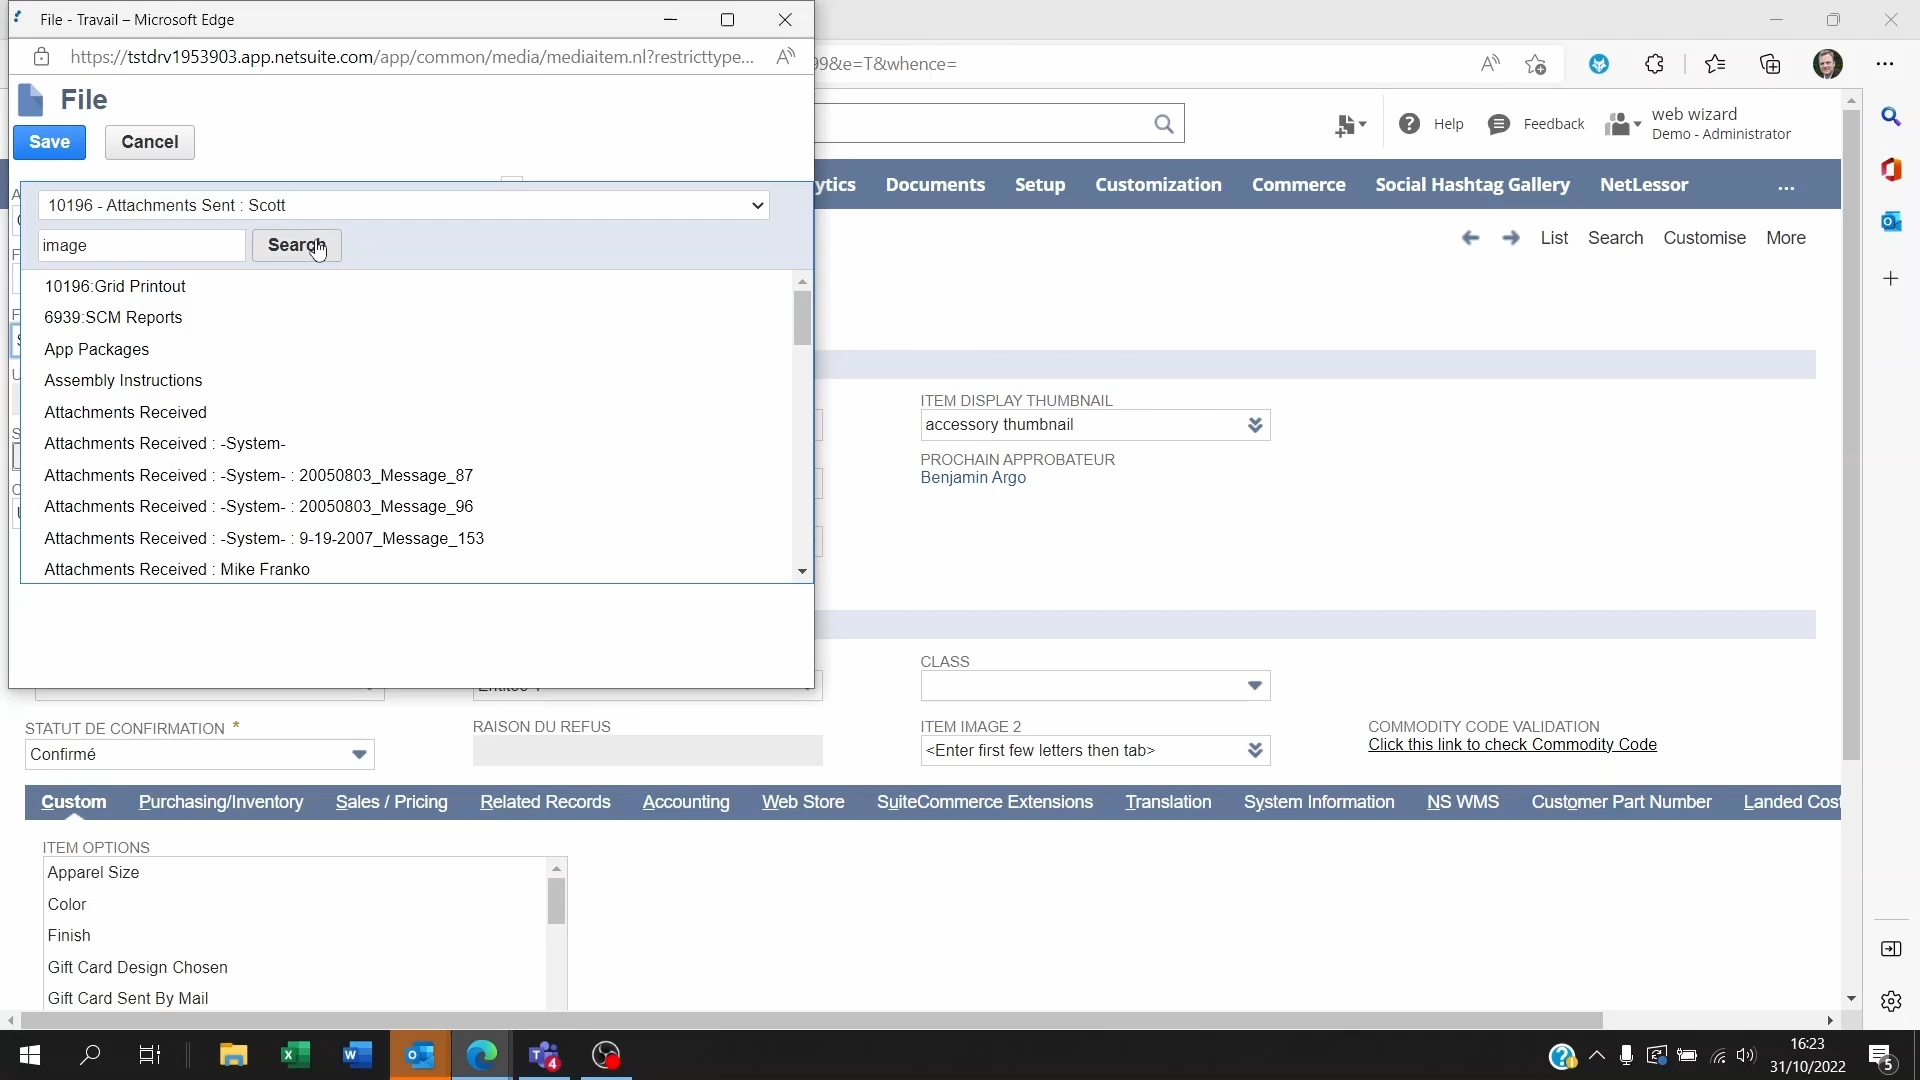 File - Travail – Microsoft Edge
https://tstdrv1953903.app.netsuite.com/app/common/media/mediaitem.nl?restricttype...
99&e=T&whence=
File
Save
Cancel
Help
Feedback
web wizard
Demo - Administrator
ytics
Documents
Setup
Customization
Commerce
Social Hashtag Gallery
NetLessor
...
10196 - Attachments Sent : Scott
image
Search
List
Search
Customise
More
10196:Grid Printout
6939:SCM Reports
App Packages
Assembly Instructions
Attachments Received
Attachments Received : -System-
Attachments Received : -System- : 20050803_Message_87
Attachments Received : -System- : 20050803_Message_96
Attachments Received : -System- : 9-19-2007_Message_153
Attachments Received : Mike Franko
ITEM DISPLAY THUMBNAIL
accessory thumbnail
PROCHAIN APPROBATEUR
Benjamin Argo
CLASS
STATUT DE CONFIRMATION *
Confirmé
RAISON DU REFUS
ITEM IMAGE 2
<Enter first few letters then tab>
COMMODITY CODE VALIDATION
Click this link to check Commodity Code
Custom
Purchasing/Inventory
Sales / Pricing
Related Records
Accounting
Web Store
SuiteCommerce Extensions
Translation
System Information
NS WMS
Customer Part Number
Landed Cost
ITEM OPTIONS
Apparel Size
Color
Finish
Gift Card Design Chosen
Gift Card Sent By Mail
4
16:23
31/10/2022
5